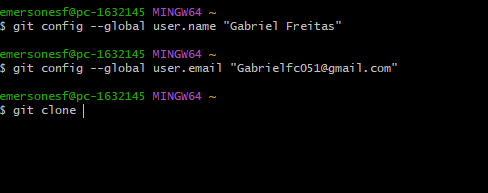 emersonesf@pc-1632145 MINGW64 ~
$ git config --global user.name "Gabriel Freitas"
emersonesf@pc-1632145 MINGW64 ~
$ git config --global user.email "Gabrielfc051@gmail.com"
emersonesf@pc-1632145 MINGW64 ~
$ git clone